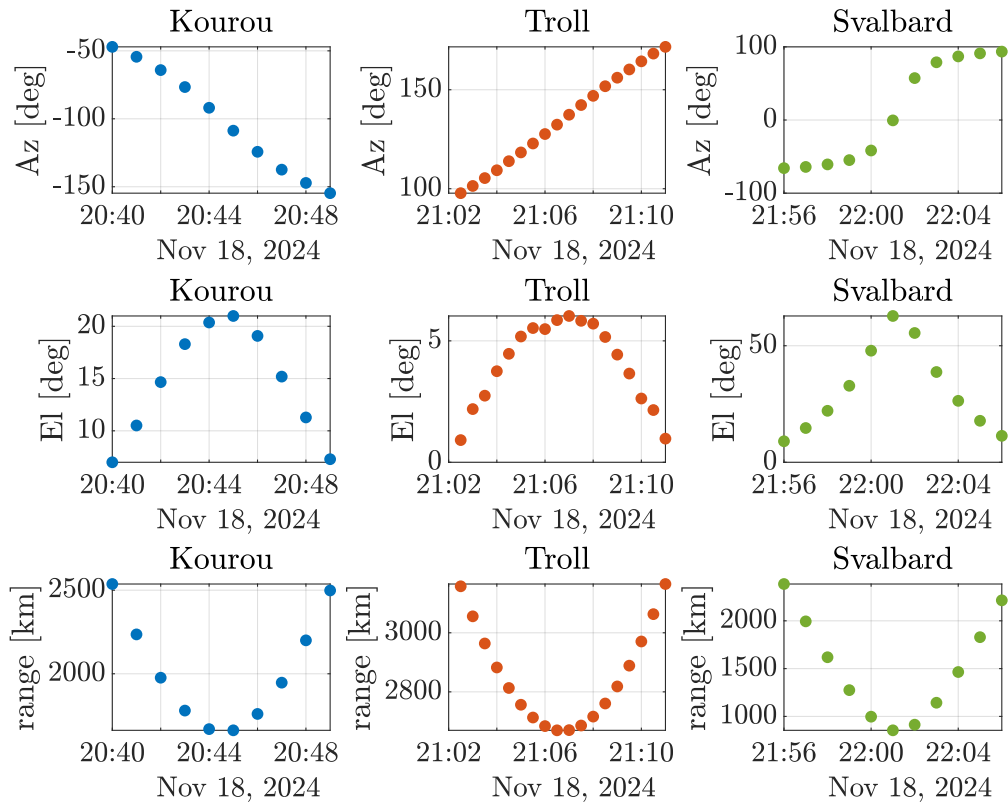 Kourou
Troll
Svalbard
Az [deg]
-50
-100
-150
20:40 20:44 20:48
Nov 18, 2024
Az [deg]
150
100
21:02 21:06 21:10
Nov 18, 2024
Az [deg]
100
0
-100
21:56 22:00 22:04
Nov 18, 2024
Kourou
Troll
Svalbard
El [deg]
20
15
10
20:40 20:44 20:48
Nov 18, 2024
El [deg]
5
0
21:02 21:06 21:10
Nov 18, 2024
El [deg]
50
0
21:56 22:00 22:04
Nov 18, 2024
Kourou
Troll
Svalbard
range [km]
2500
2000
20:40 20:44 20:48
Nov 18, 2024
range [km]
3000
2800
21:02 21:06 21:10
Nov 18, 2024
range [km]
2000
1500
1000
21:56 22:00 22:04
Nov 18, 2024